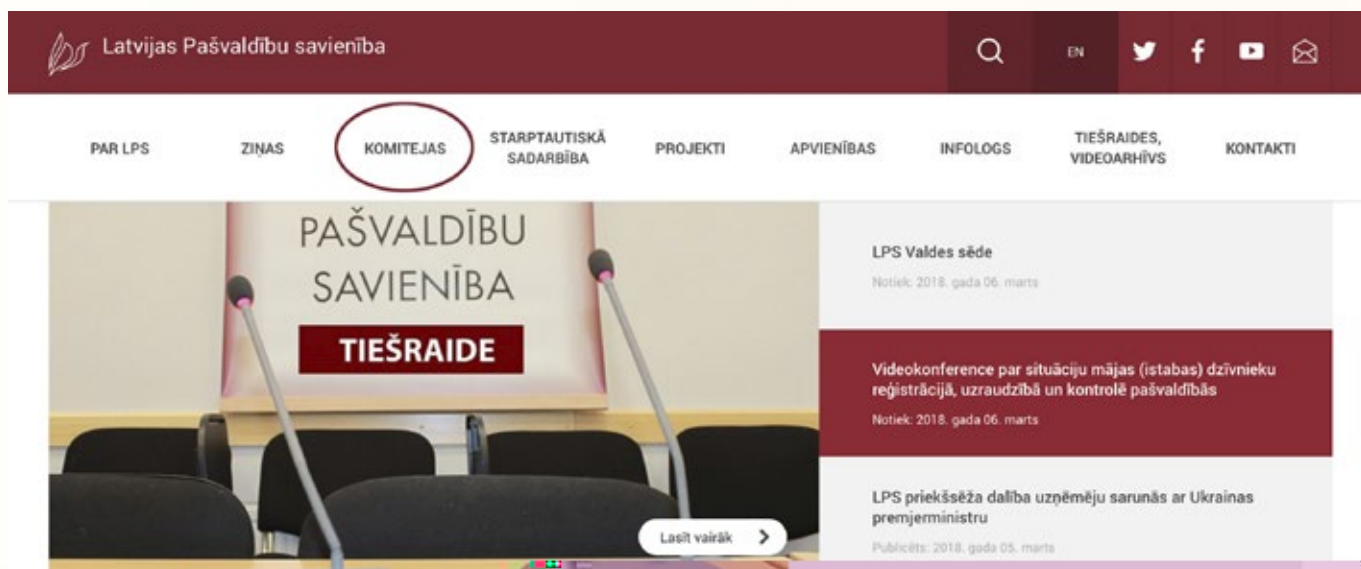 Latvijas Pašvaldību savienība
EN
PAR LPS
ZIŅAS
KOMITEJAS
STARPTAUTISKĀ
SADARBĪBA
PROJEKTI
APVIENĪBAS
INFOLOGS
TIEŠRAIDES,
VIDEOARHĪVS
KONTAKTI
PAŠVALDĪBU
SAVIENĪBA
TIEŠRAIDE
Lasīt vairāk
LPS Valdes sēde
Notiek: 2018. gada 06. marts
Videokonference par situāciju mājas (istabas) dzīvnieku
reģistrācijā, uzraudzībā un kontrolē pašvaldībās
Notiek: 2018. gada 06. marts
LPS priekšsēža dalība uzņēmēju sarunās ar Ukrainas
premjerministru
Publicēts: 2018. gada 05. marts